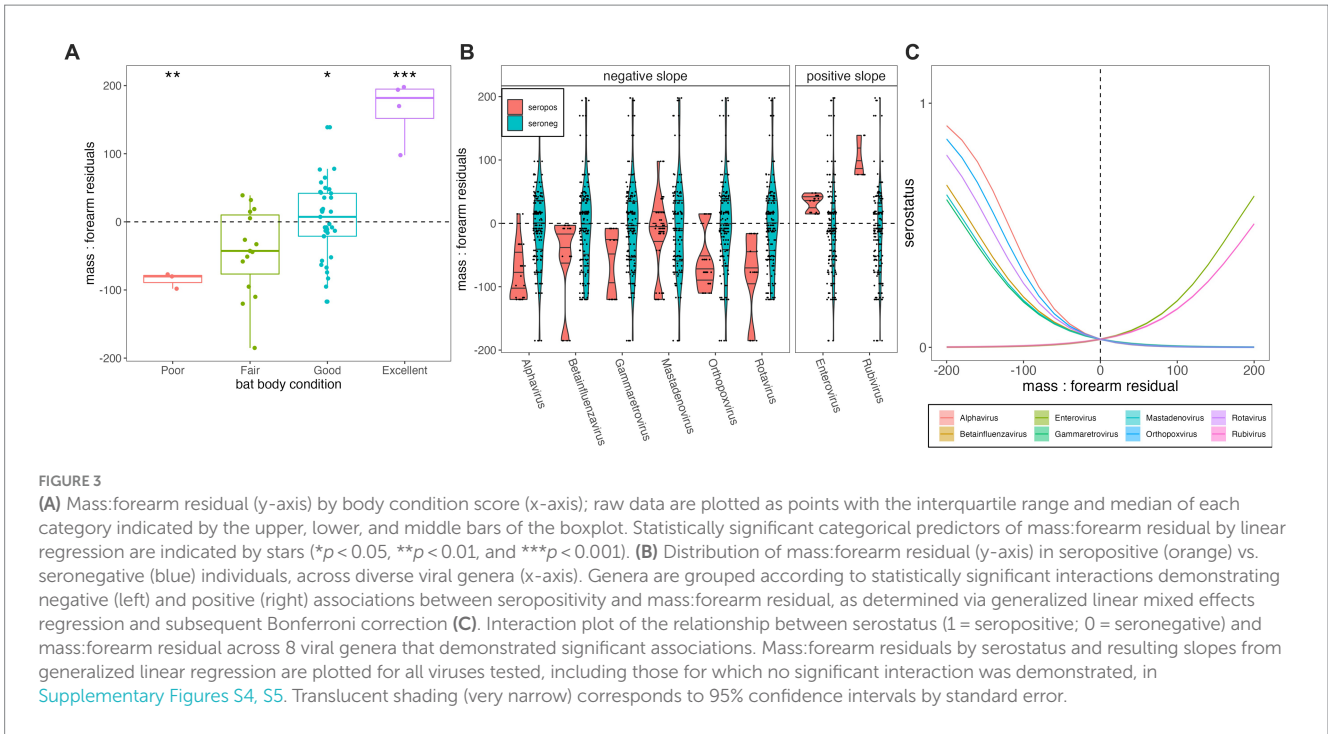 A
B
C
** * ***
200
100
0
-100
-200
mass : forearm residuals
Poor Fair Good Excellent
bat body condition
negative slope positive slope
seropos
seroneg
200
100
0
-100
-200
mass : forearm residuals
Alphavirus
Betainfluenzavirus
Gammaretrovirus
Mastadenovirus
Orthopoxvirus
Rotavirus
Enterovirus
Rubivirus
1
0
serostatus
-200 -100 0 100 200
mass : forearm residual
Alphavirus Enterovirus Mastadenovirus Rotavirus
Betainfluenzavirus Gammaretrovirus Orthopoxvirus Rubivirus
FIGURE 3
(A) Mass:forearm residual (y-axis) by body condition score (x-axis); raw data are plotted as points with the interquartile range and median of each
category indicated by the upper, lower, and middle bars of the boxplot. Statistically significant categorical predictors of mass:forearm residual by linear
regression are indicated by stars (*p < 0.05, **p < 0.01, and ***p < 0.001). (B) Distribution of mass:forearm residual (y-axis) in seropositive (orange) vs.
seronegative (blue) individuals, across diverse viral genera (x-axis). Genera are grouped according to statistically significant interactions demonstrating
negative (left) and positive (right) associations between seropositivity and mass:forearm residual, as determined via generalized linear mixed effects
regression and subsequent Bonferroni correction (C). Interaction plot of the relationship between serostatus (1 = seropositive; 0 = seronegative) and
mass:forearm residual across 8 viral genera that demonstrated significant associations. Mass:forearm residuals by serostatus and resulting slopes from
generalized linear regression are plotted for all viruses tested, including those for which no significant interaction was demonstrated, in
Supplementary Figures S4, S5. Translucent shading (very narrow) corresponds to 95% confidence intervals by standard error.